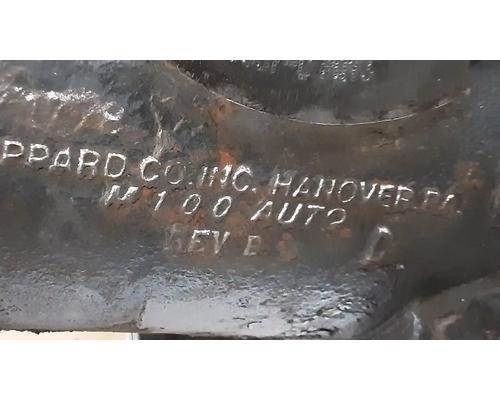 PPARD CO. INC. HANOVER, PA.
M100 AUTO
REV B D